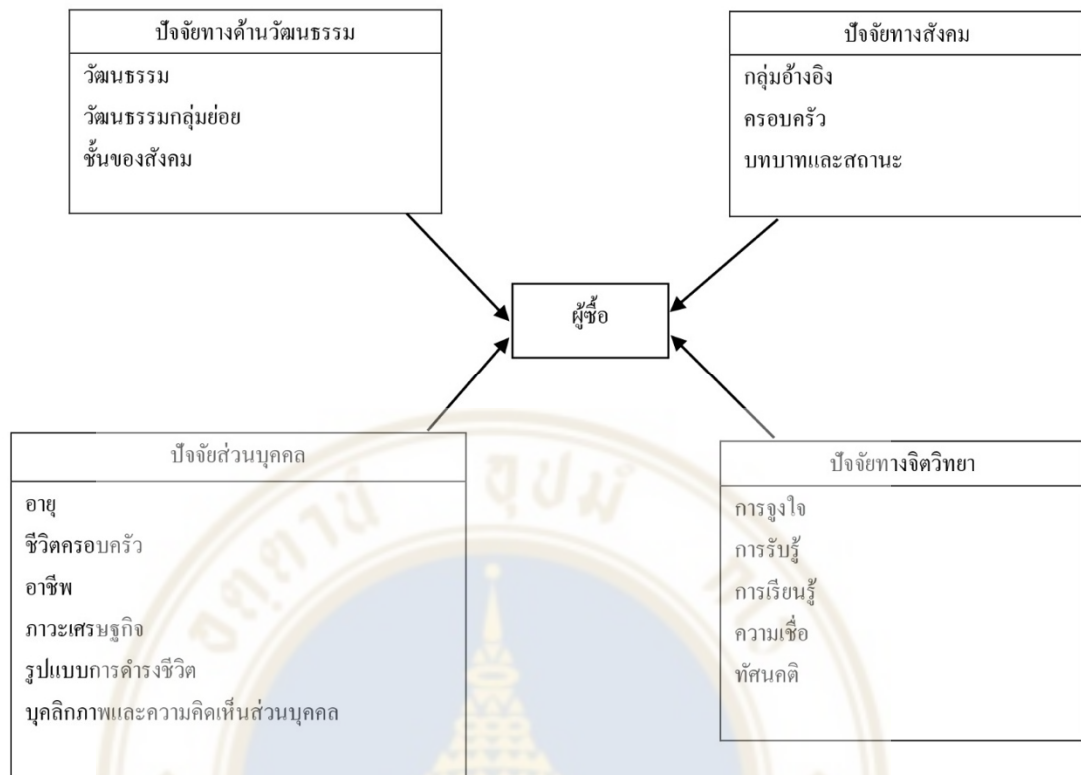 ปัจจัยทางด้านวัฒนธรรม
วัฒนธรรม
วัฒนธรรมกลุ่มย่อย
ชั้นของสังคม
ปัจจัยทางสังคม
กลุ่มอ้างอิง
ครอบครัว
บทบาทและสถานะ
ผู้ซื้อ
ปัจจัยส่วนบุคคล
อายุ
ชีวิตครอบครัว
อาชีพ
ภาวะเศรษฐกิจ
รูปแบบการดำรงชีวิต
บุคลิกภาพและความคิดเห็นส่วนบุคคล
ปัจจัยทางจิตวิทยา
การจูงใจ
การรับรู้
การเรียนรู้
ความเชื่อ
ทัศนคติ
อตฺตานํ อุปมํ